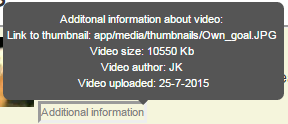 Additonal information about video:
Link to thumbnail: app/media/thumbnails/Own_goal.JPG
Video size: 10550 Kb
Video author: JK
Video uploaded: 25-7-2015
Additional information